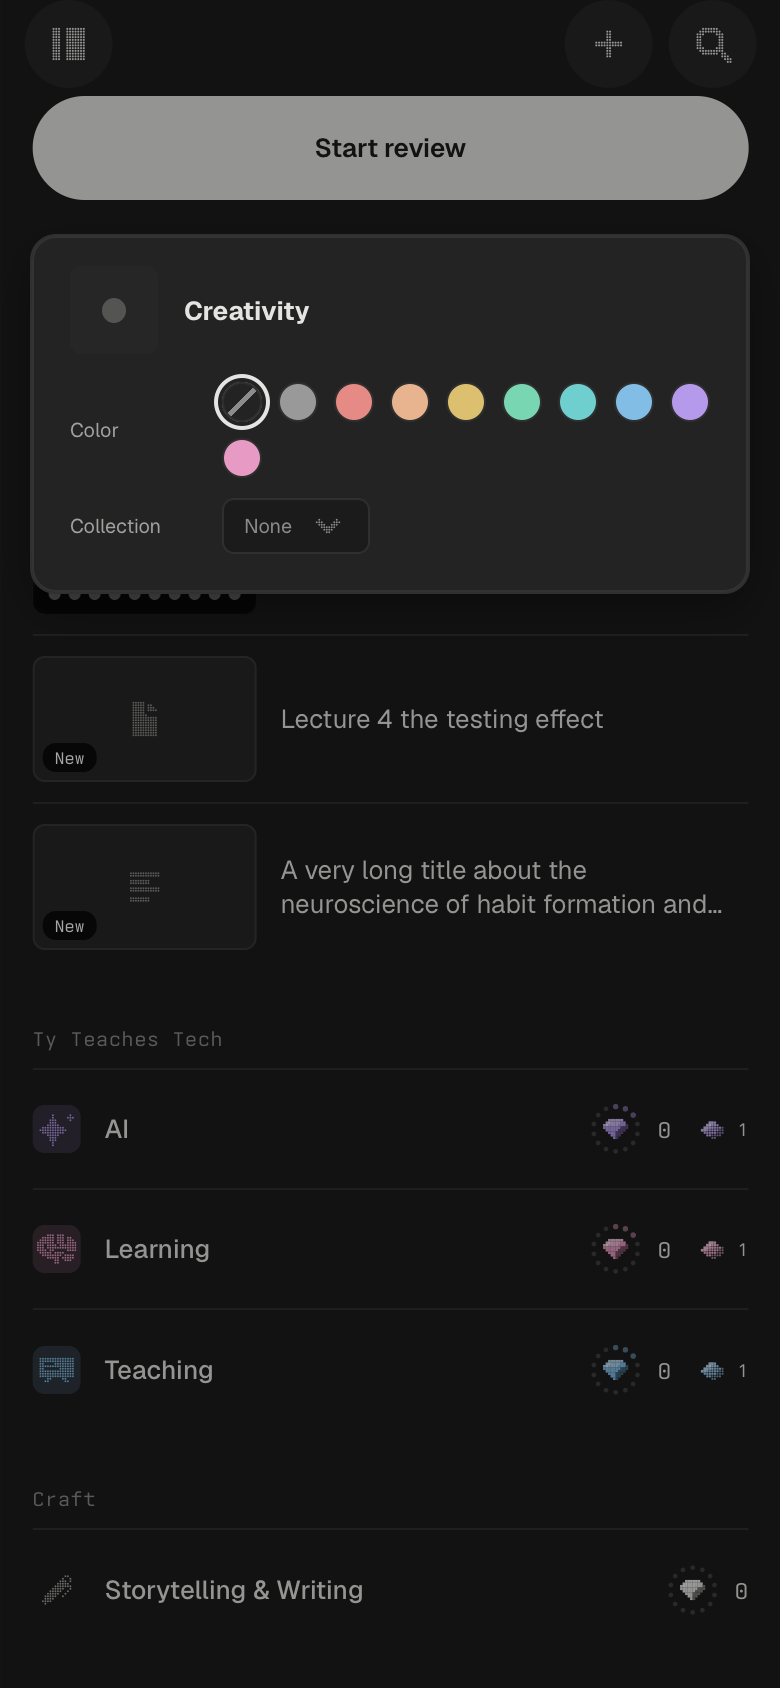 Start review
Creativity
Color
Collection
None
Lecture 4 the testing effect
New
A very long title about the
neuroscience of habit formation and…
New
Ty Teaches Tech
AI
0
1
Learning
0
1
Teaching
0
1
Craft
Storytelling & Writing
0